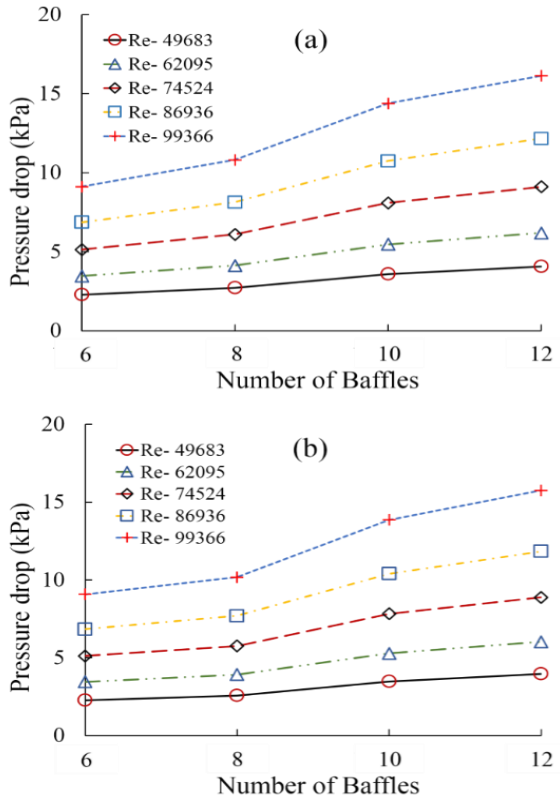 20
(a)
Re- 49683
Re- 62095
Re- 74524
Re- 86936
Re- 99366
15
10
5
0
Pressure drop (kPa)
6 8 10 12
Number of Baffles
20
(b)
Re- 49683
Re- 62095
Re- 74524
Re- 86936
Re- 99366
15
10
5
0
Pressure drop (kPa)
6 8 10 12
Number of Baffles